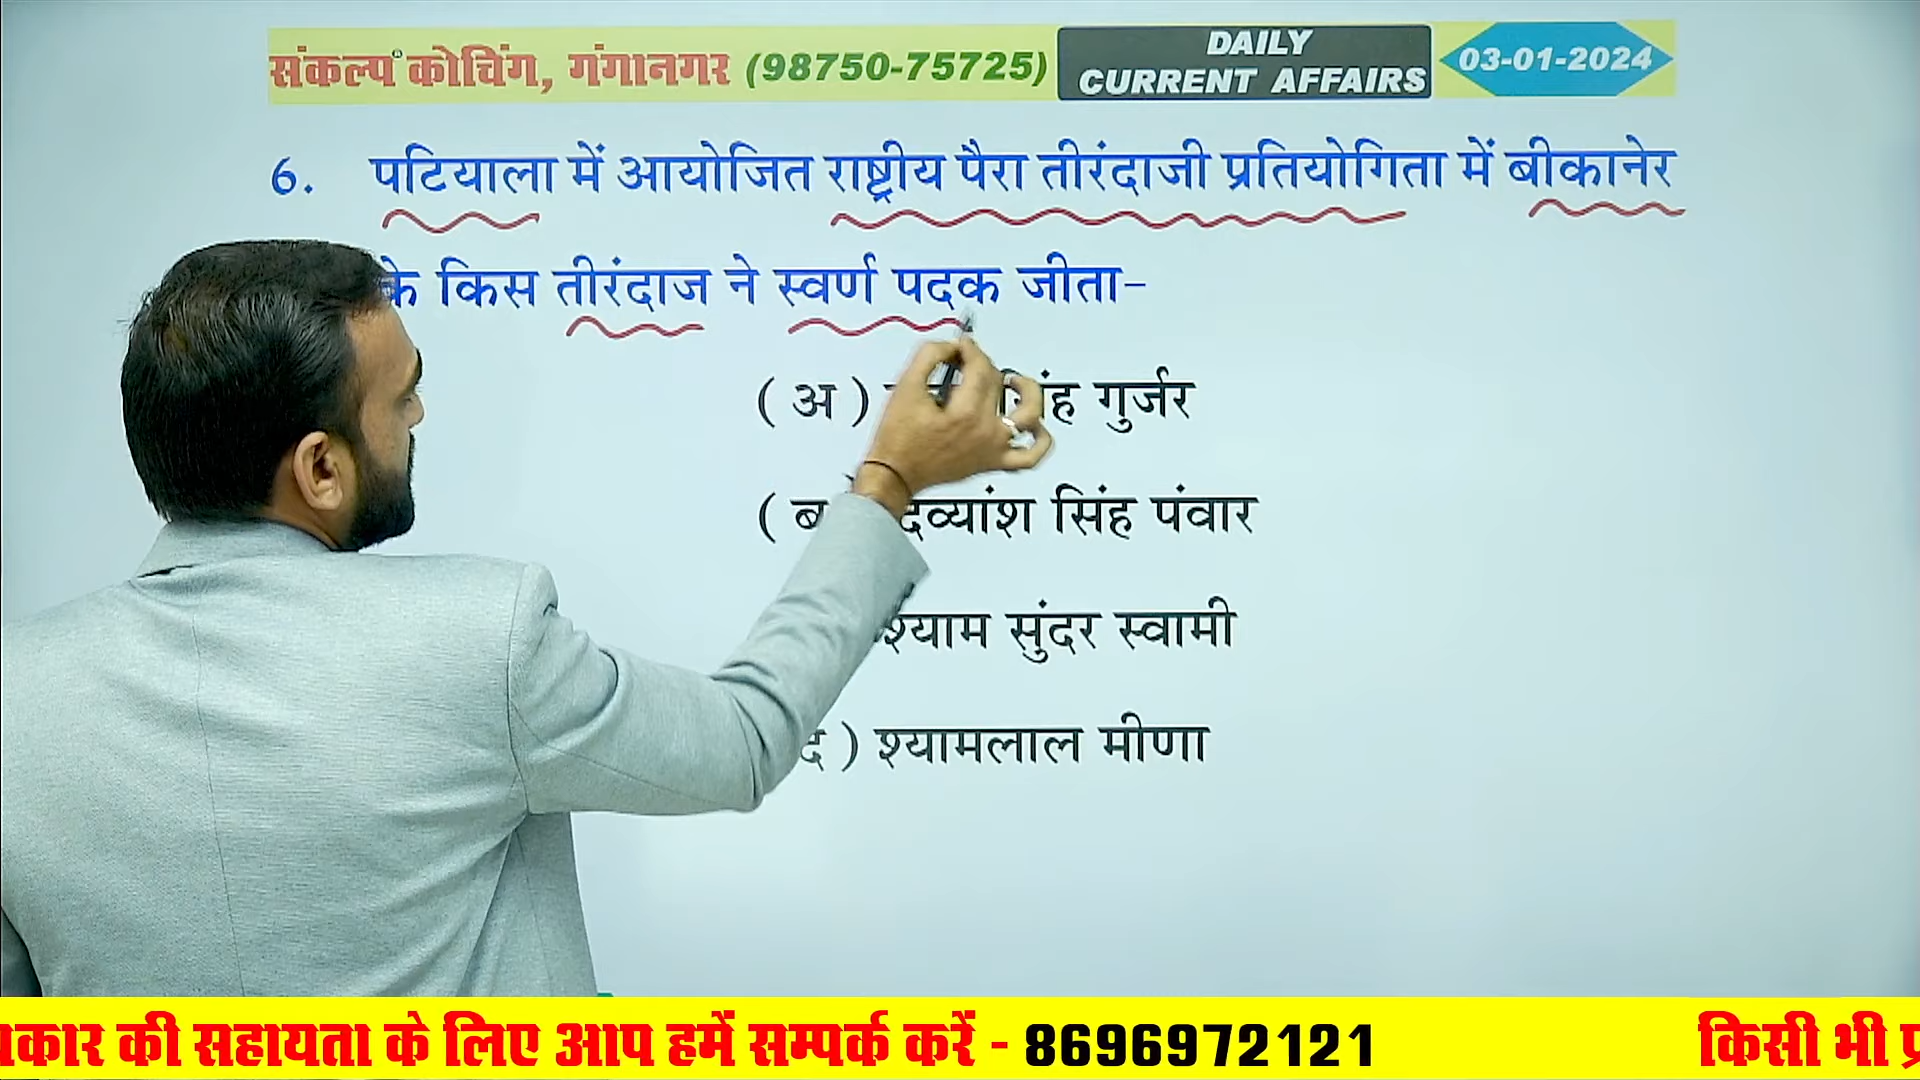 संकल्प® कोचिंग, गंगानगर (98750-75725)
DAILY
CURRENT AFFAIRS
03-01-2024
6. पटियाला में आयोजित राष्ट्रीय पैरा तीरंदाजी प्रतियोगिता में बीकानेर
के किस तीरंदाज ने स्वर्ण पदक जीता-
(अ) गुर्जर
(ब पंवार सिंह
श्याम सुंदर स्वामी
द) श्यामलाल मीणा
की सहायता के लिए आप हमें सम्पर्क करें - 8696972121
किसी भी